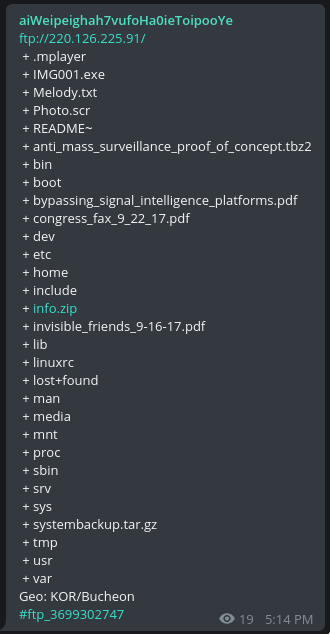 aiWeipeighah7vufoHa0ieToipooYe
ftp://220.126.225.91/
+ .mplayer
+ IMG001.exe
+ Melody.txt
+ Photo.scr
+ README~
+ anti_mass_surveillance_proof_of_concept.tbz2
+ bin
+ boot
+ bypassing_signal_intelligence_platforms.pdf
+ congress_fax_9_22_17.pdf
+ dev
+ etc
+ home
+ include
+ info.zip
+ invisible_friends_9-16-17.pdf
+ lib
+ linuxrc
+ lost+found
+ man
+ media
+ mnt
+ proc
+ sbin
+ srv
+ sys
+ systembackup.tar.gz
+ tmp
+ usr
+ var
Geo: KOR/Bucheon
#ftp_3699302747
19 5:14 PM